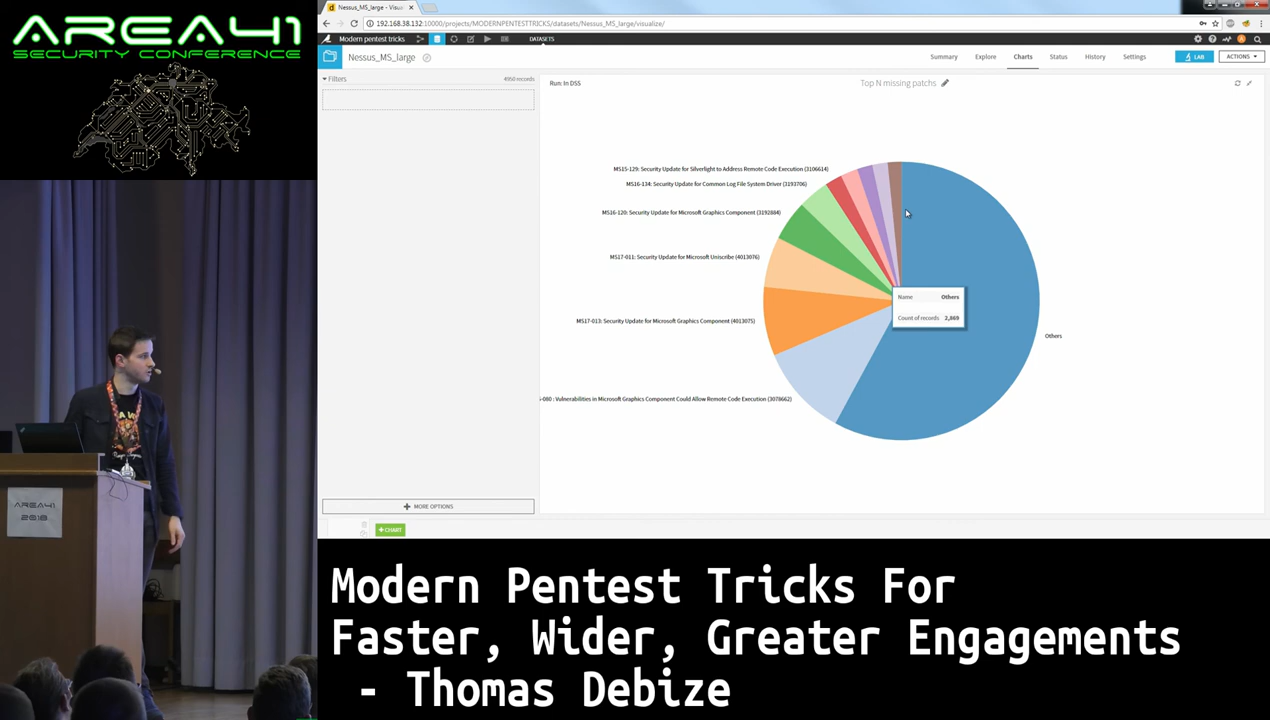 AREA41
SECURITY CONFERENCE
Nessus_MS_large - Visual
192.168.38.132:10000/projects/MODERNPENTESTTRICKS/datasets/Nessus_MS_large/visualize/
Modern pentest tricks
DATASETS
Nessus_MS_large
Summary
Explore
Charts
Status
History
Settings
LAB
ACTIONS
Filters
4950 records
Run: In DSS
Top N missing patchs
MS15-129: Security Update for Silverlight to Address Remote Code Execution (3106614)
MS16-134: Security Update for Common Log File System Driver (3193706)
MS16-120: Security Update for Microsoft Graphics Component (3192884)
MS17-011: Security Update for Microsoft Uniscribe (4013076)
Name Others
Count of records 2,869
MS17-013: Security Update for Microsoft Graphics Component (4013075)
Others
-080 : Vulnerabilities in Microsoft Graphics Component Could Allow Remote Code Execution (3078662)
MORE OPTIONS
+CHART
AREA41
2018
Modern Pentest Tricks For
Faster, Wider, Greater Engagements
- Thomas Debize